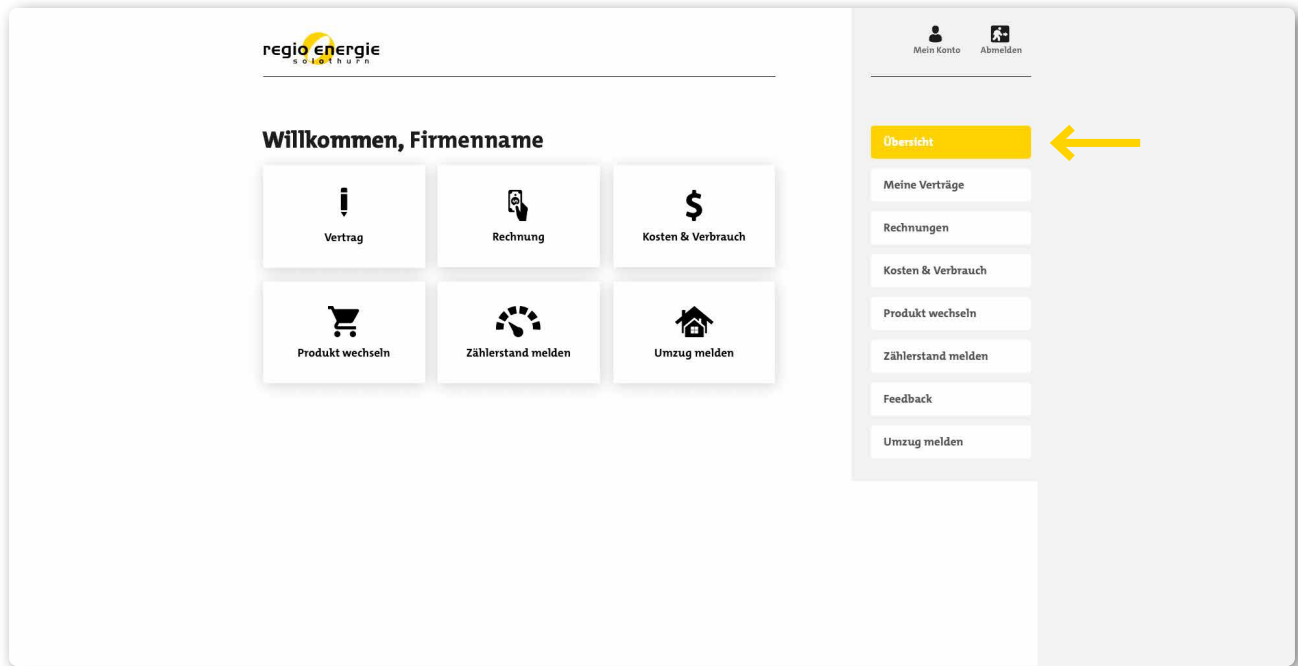 regio energie
solothurn
Mein Konto
Abmelden
Willkommen, Firmenname
Vertrag
Rechnung
Kosten & Verbrauch
Produkt wechseln
Zählerstand melden
Umzug melden
Übersicht
Meine Verträge
Rechnungen
Kosten & Verbrauch
Produkt wechseln
Zählerstand melden
Feedback
Umzug melden